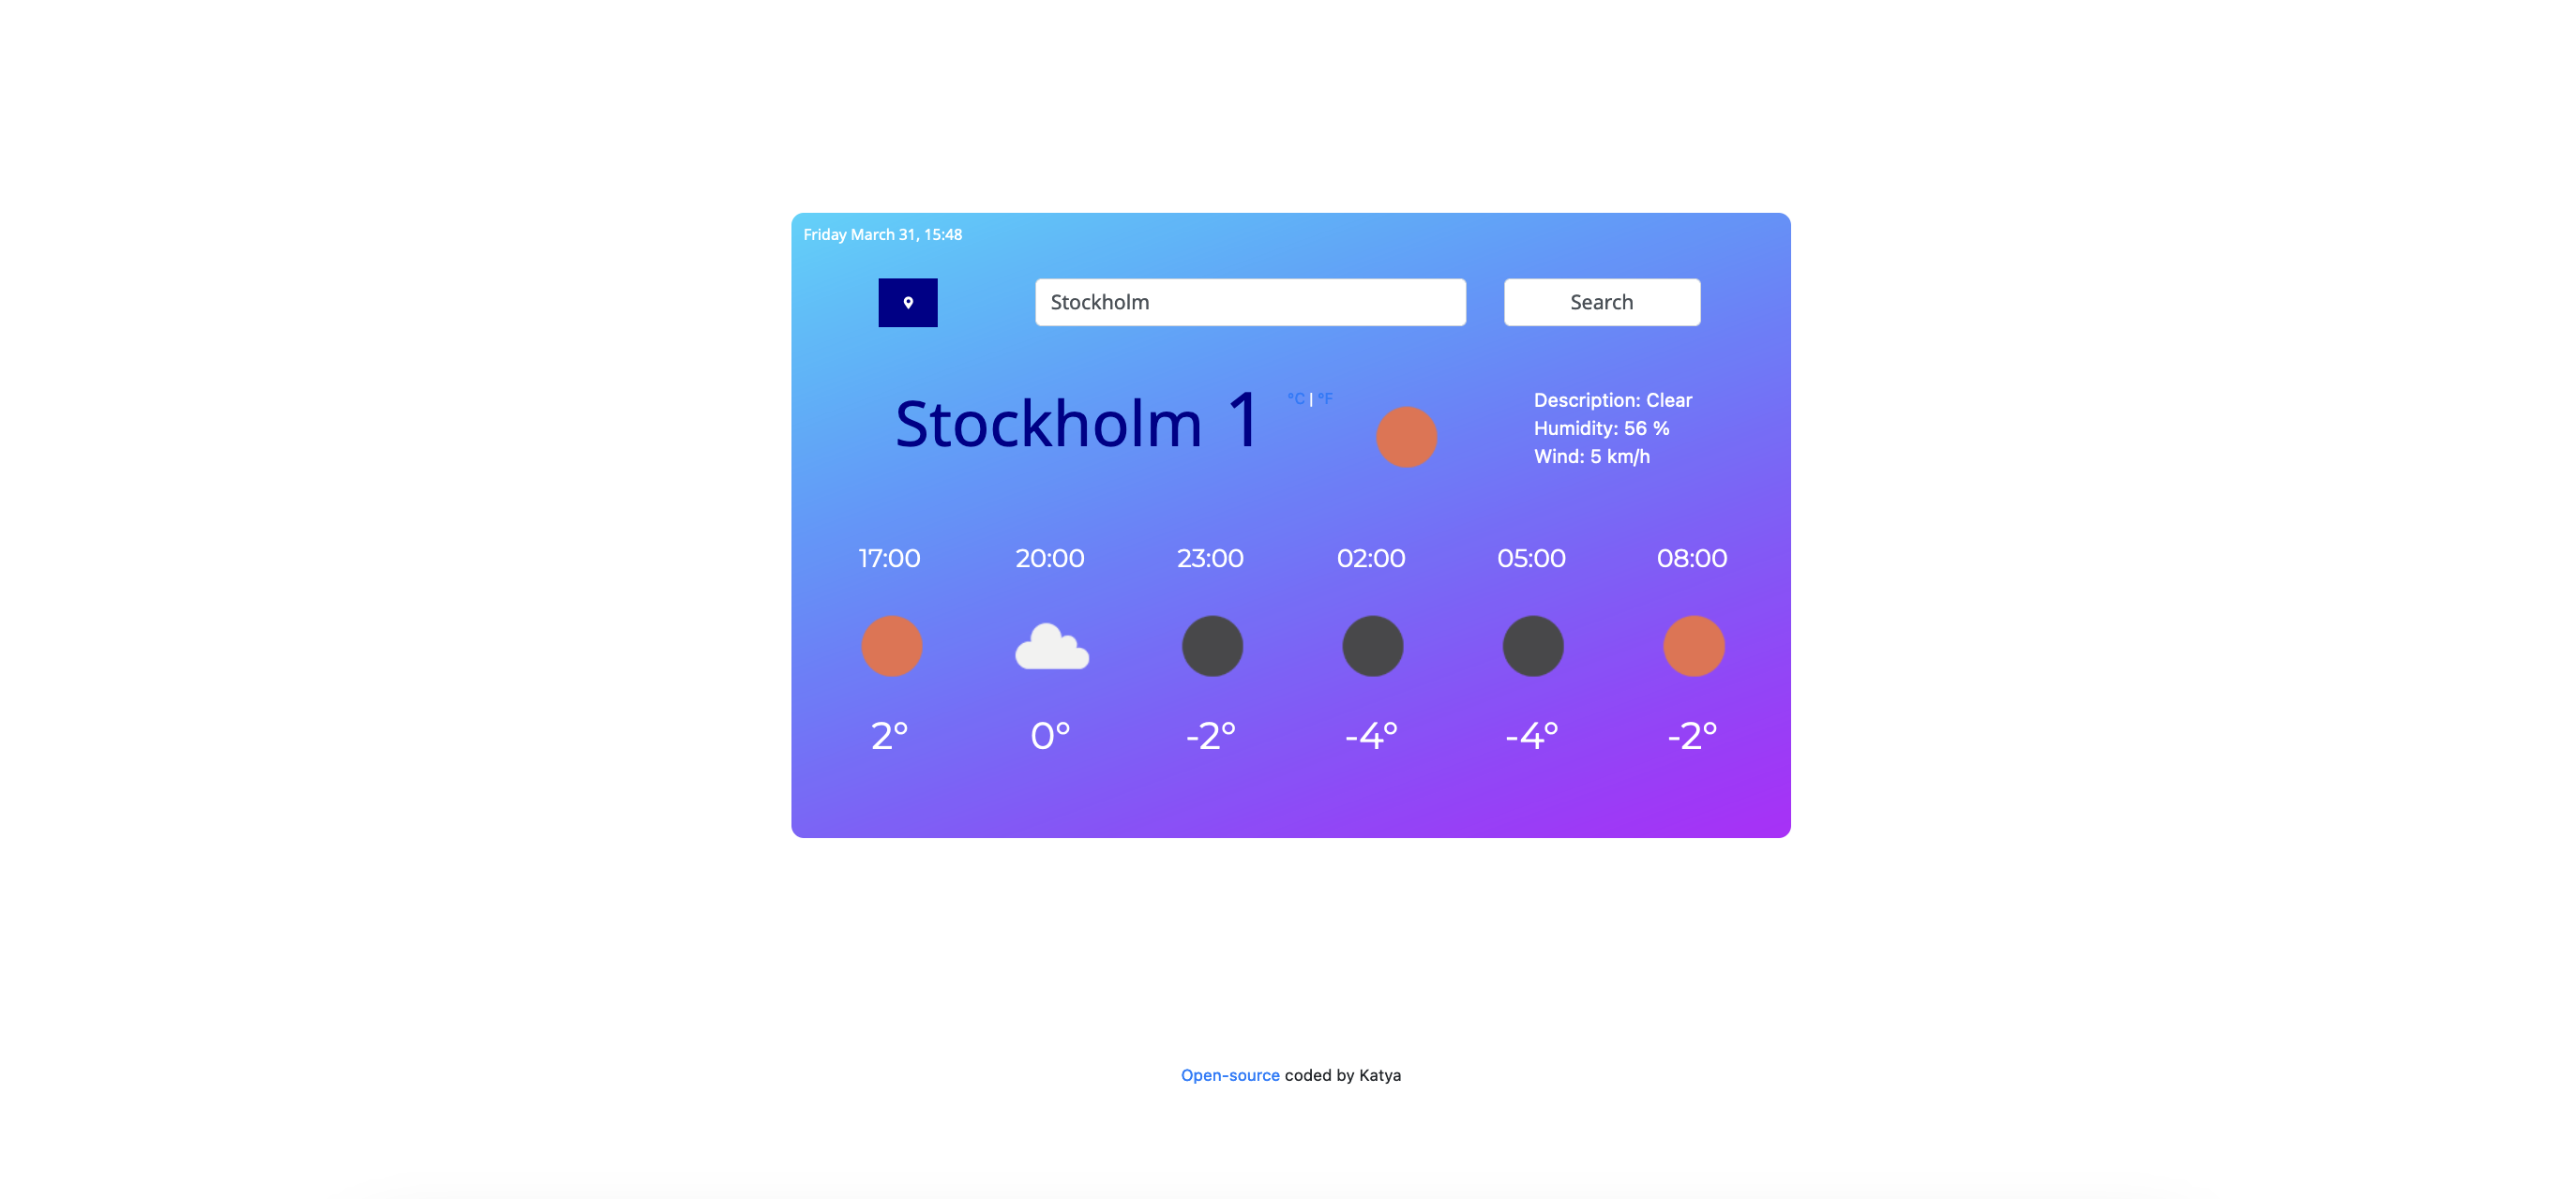 Friday March 31, 15:48
Stockholm
Search
Stockholm 1 °C | °F
Description: Clear
Humidity: 56 %
Wind: 5 km/h
17:00 20:00 23:00 02:00 05:00 08:00
2° 0° -2° -4° -4° -2°
Open-source coded by Katya